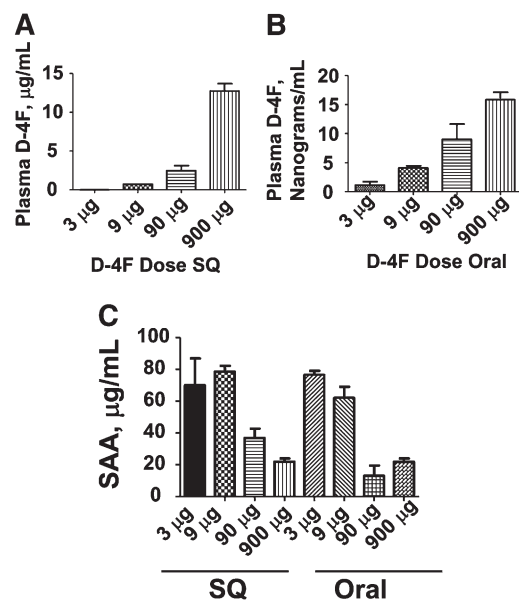 A
Plasma D-4F, μg/mL
15
10
5
0
3 μg
9 μg
90 μg
900 μg
D-4F Dose SQ
B
Plasma D-4F,
Nanograms/mL
20
15
10
5
0
3 μg
9 μg
90 μg
900 μg
D-4F Dose Oral
C
SAA, μg/mL
100
80
60
40
20
0
3 μg
9 μg
90 μg
900 μg
3 μg
9 μg
90 μg
900 μg
SQ
Oral